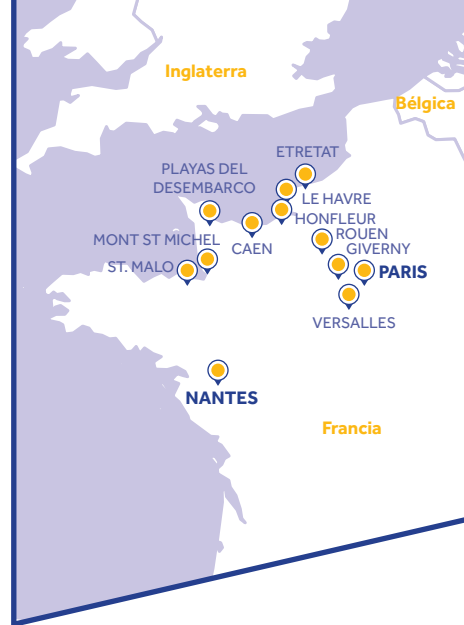 Inglaterra
Bélgica
ETRETAT
PLAYAS DEL
DESEMBARCO
LE HAVRE
HONFLEUR
ROUEN
MONT ST MICHEL
CAEN
GIVERNY
ST. MALO
PARIS
VERSALLES
NANTES
Francia